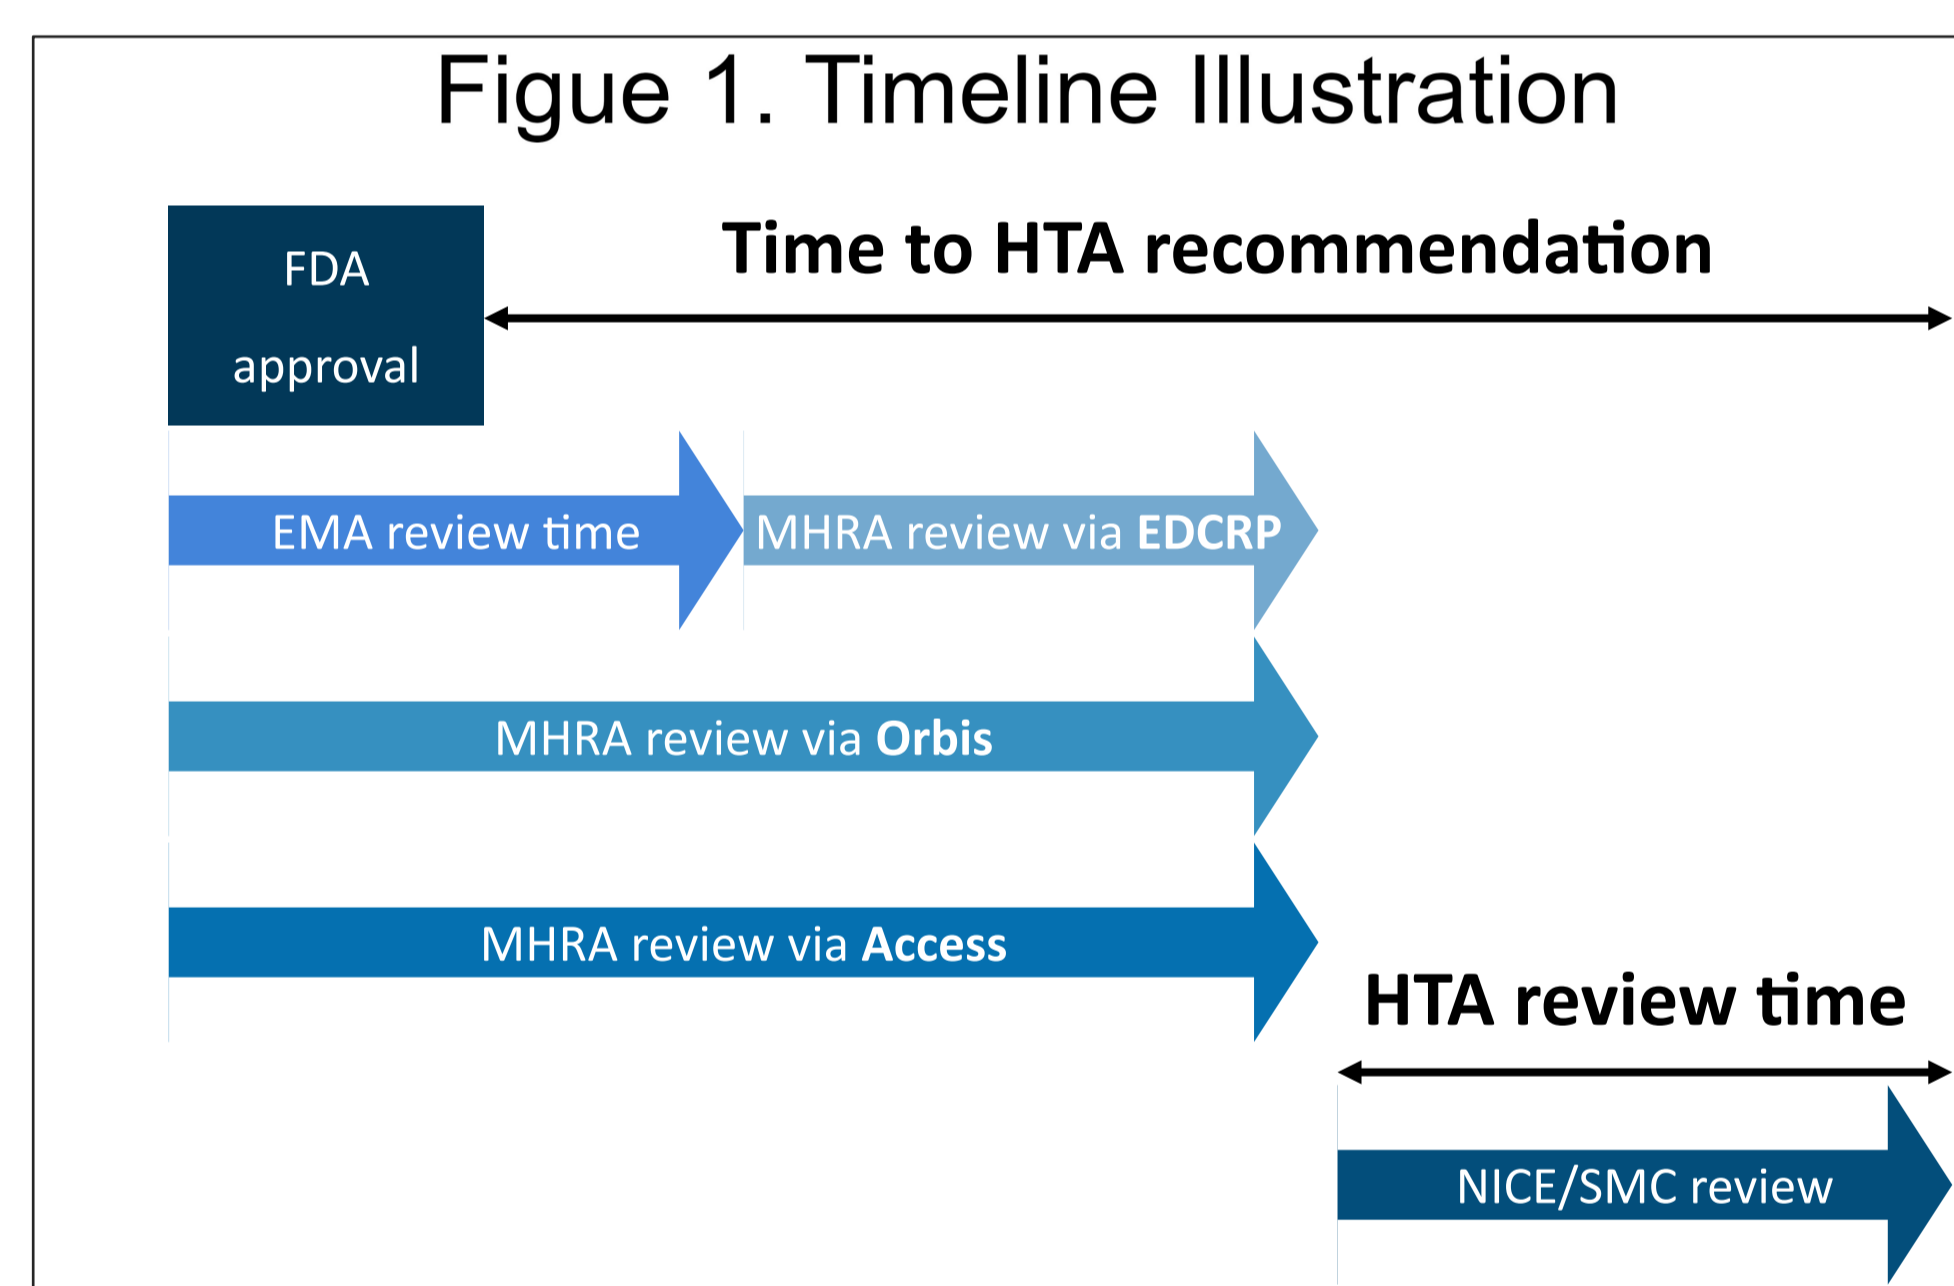 Figue 1. Timeline Illustration
FDA
approval
Time to HTA recommendation
EMA review time
MHRA review via EDCRP
MHRA review via Orbis
MHRA review via Access
HTA review time
NICE/SMC review